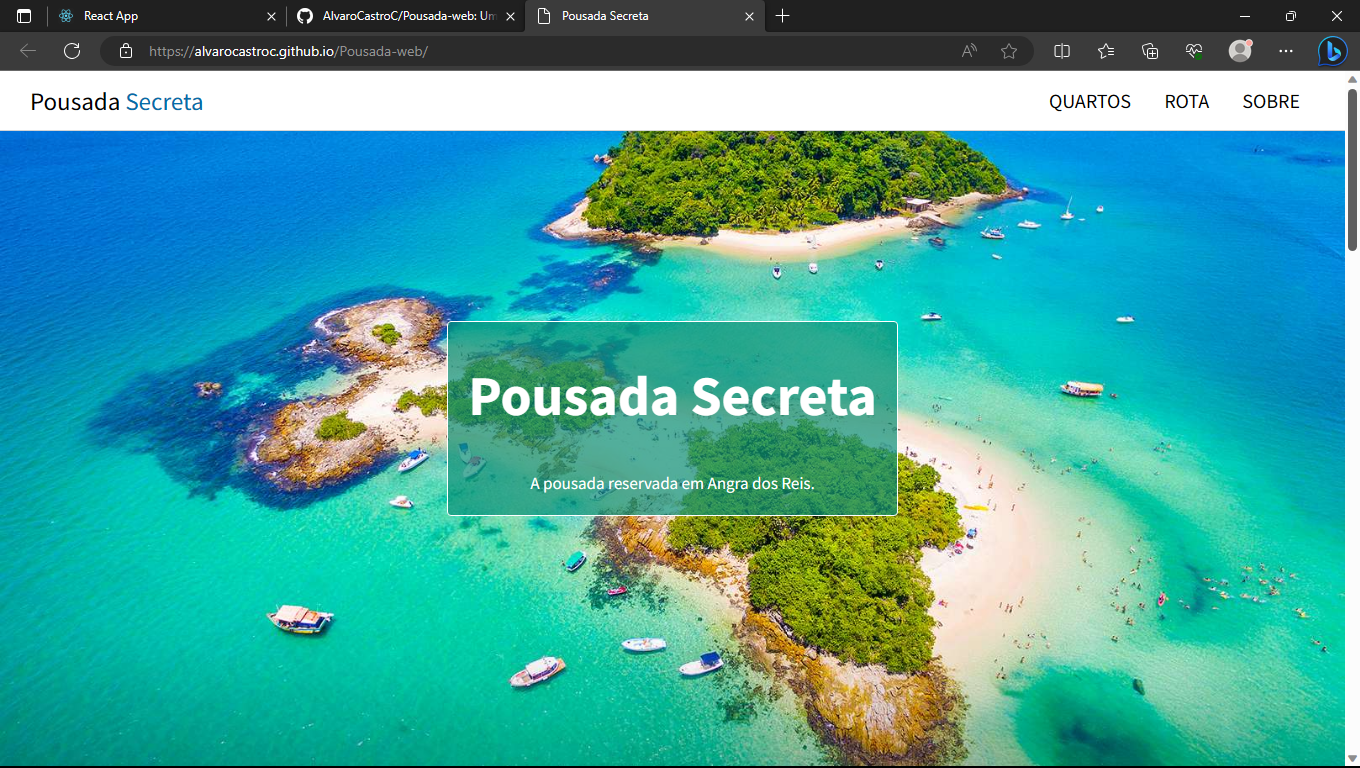 React App
AlvaroCastroC/Pousada-web: Um
Pousada Secreta
https://alvarocastroc.github.io/Pousada-web/
Pousada Secreta
QUARTOS ROTA SOBRE
Pousada Secreta
A pousada reservada em Angra dos Reis.